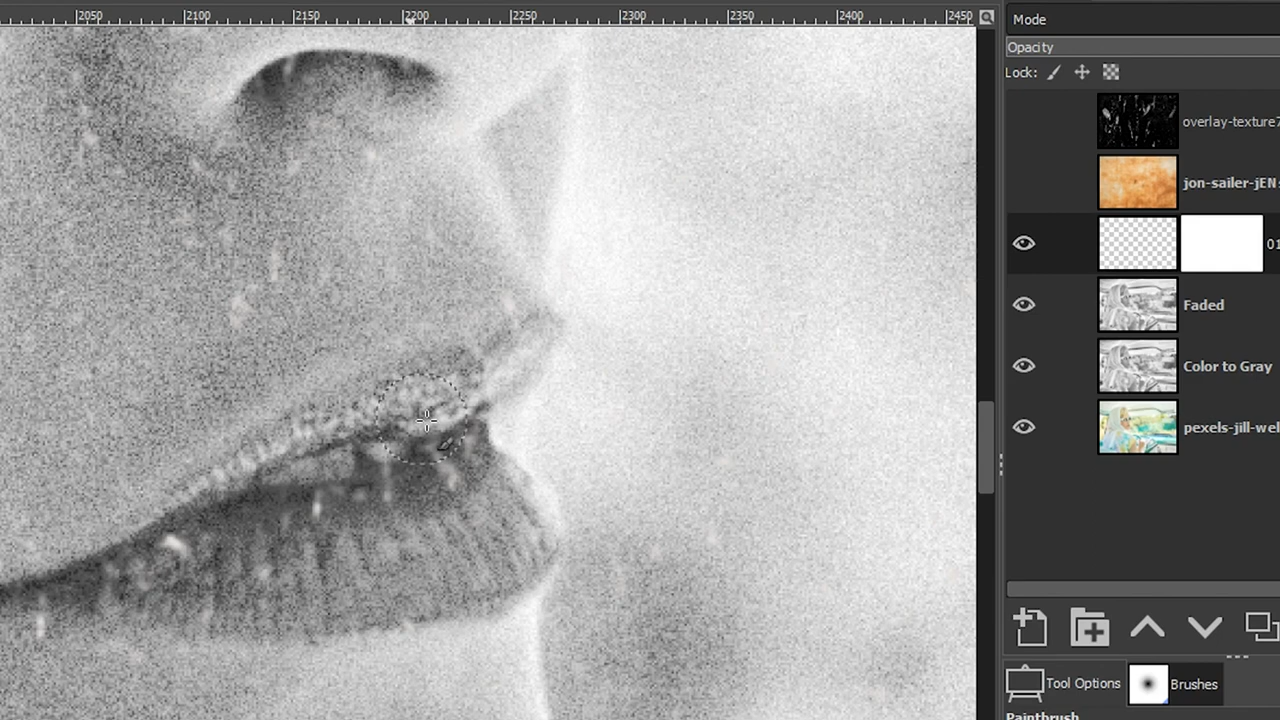 2050 2100 2150 2200 2250 2300 2350 2400 2450
Mode
Opacity
Lock:
overlay-texture7
jon-sailer-jEN
01
Faded
Color to Gray
pexels-jill-wel
Tool Options
Brushes
Paintbrush